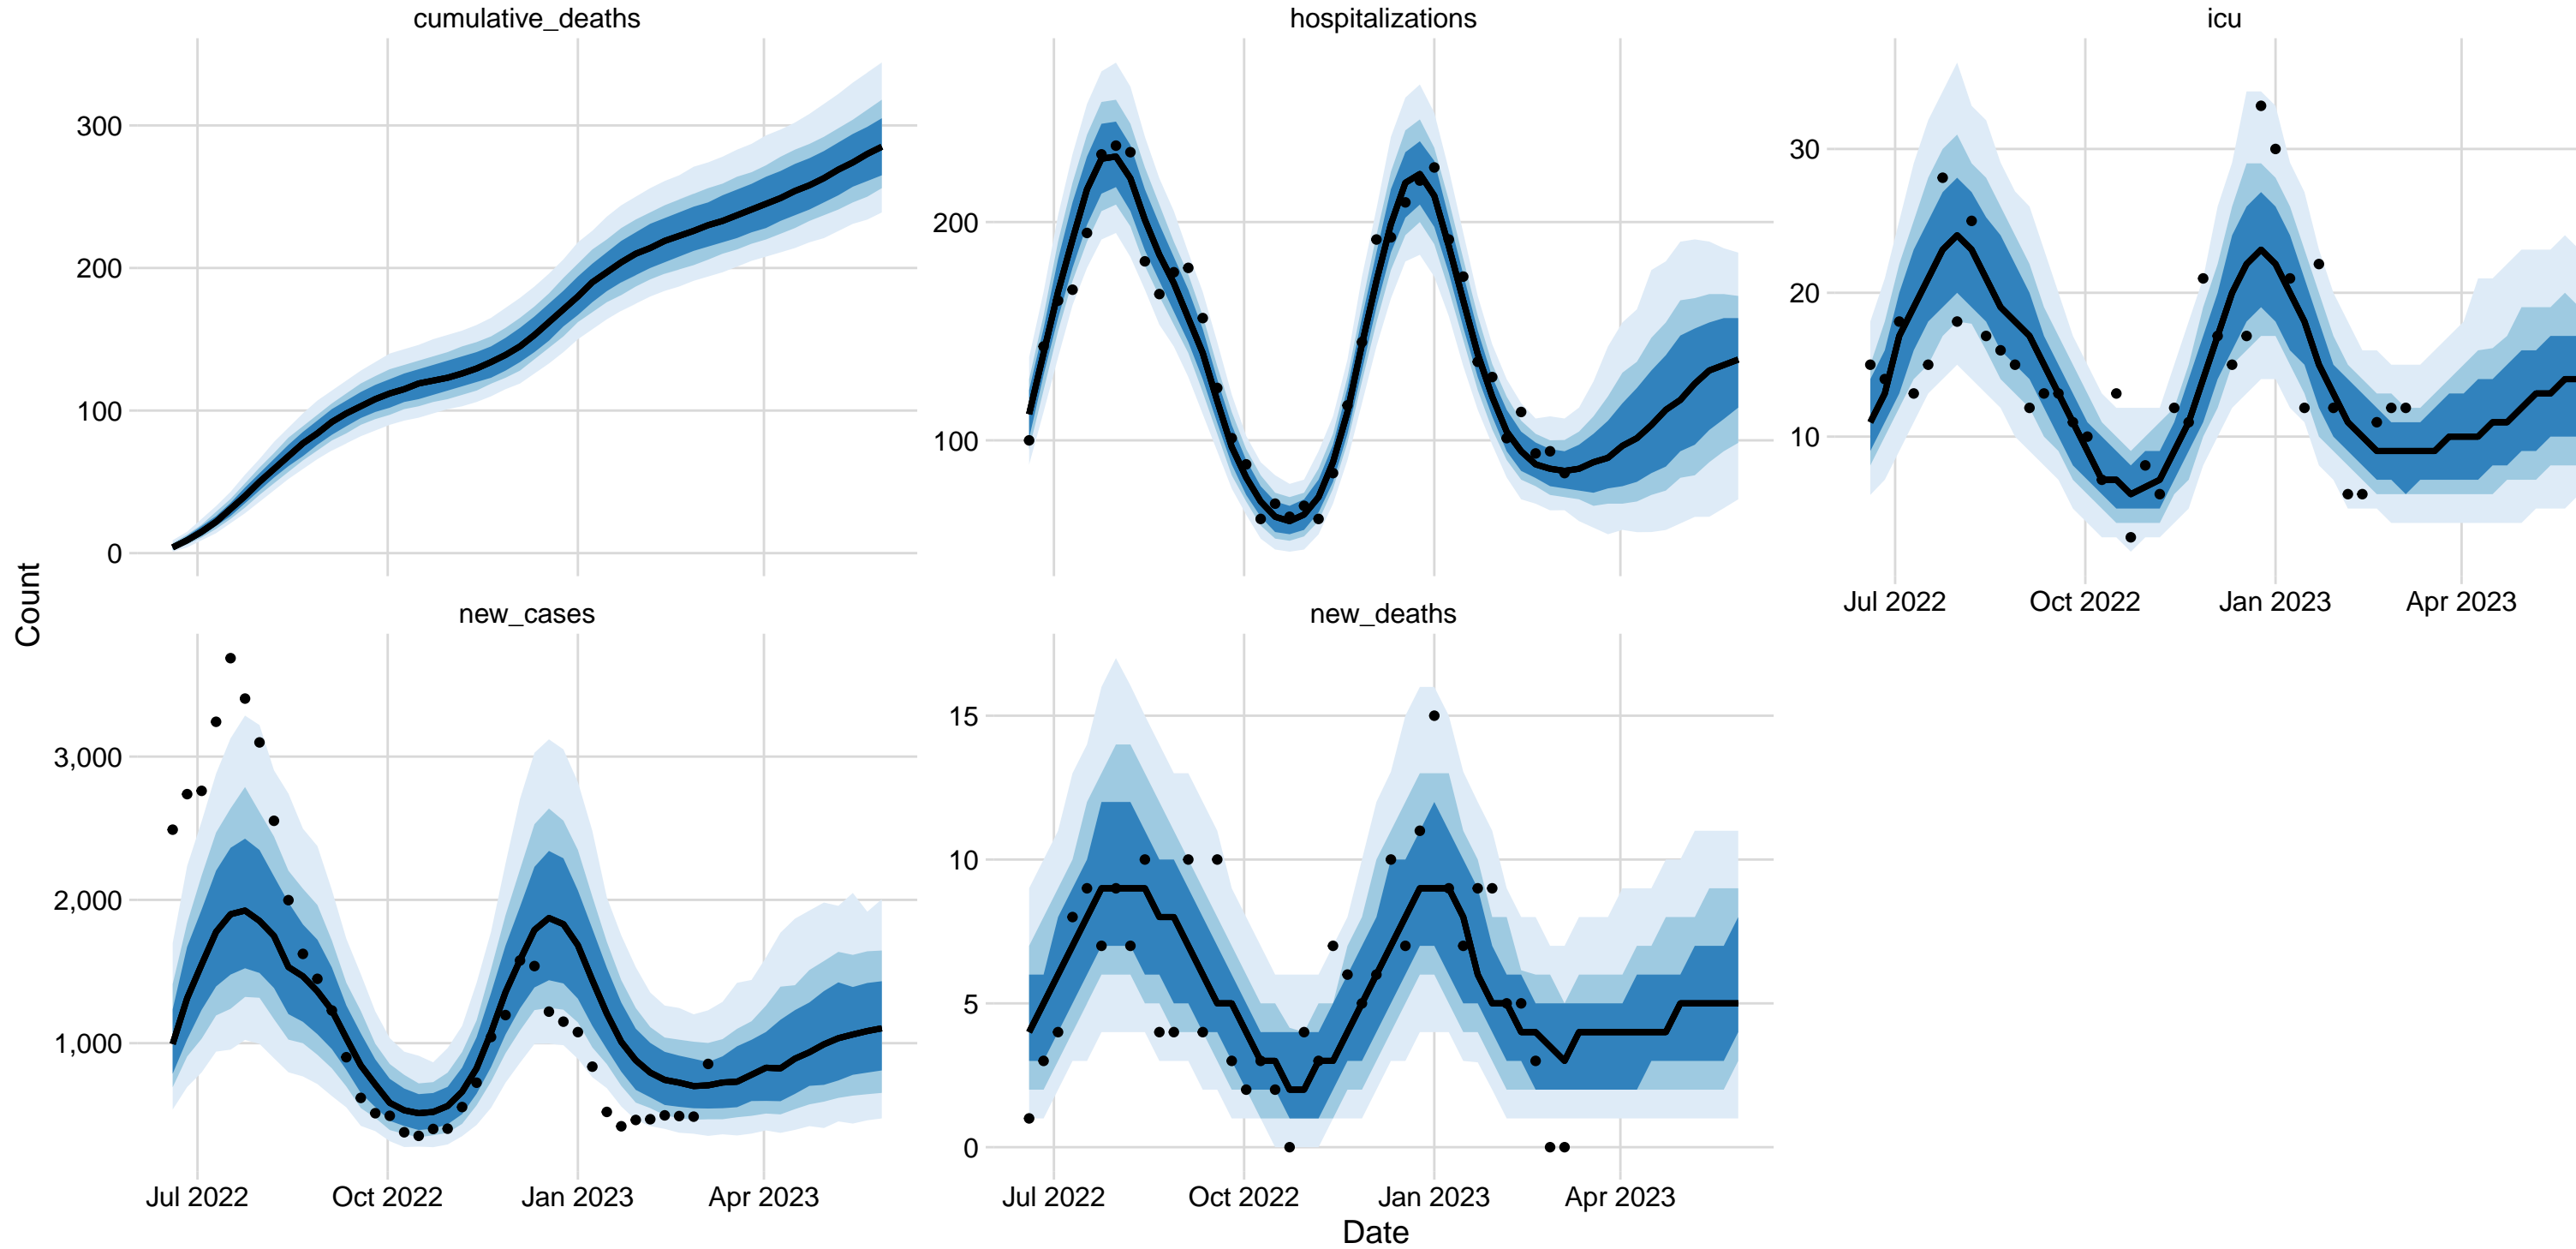 cumulative_deaths
hospitalizations
icu
300
200
100
0
200
100
30
20
10
Jul 2022 Oct 2022 Jan 2023 Apr 2023
Count
new_cases
new_deaths
3,000
2,000
1,000
15
10
5
0
Jul 2022 Oct 2022 Jan 2023 Apr 2023
Jul 2022 Oct 2022 Jan 2023 Apr 2023
Date